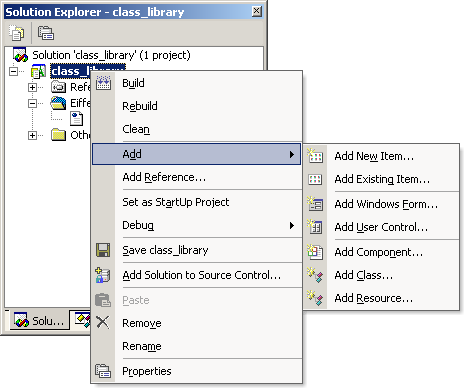 Solution Explorer - class_library
Solution 'class_library' (1 project)
class_library
Refe
Eiffe
Othe
Build
Rebuild
Clean
Add
Add Reference...
Set as StartUp Project
Debug
Save class_library
Add Solution to Source Control...
Paste
Remove
Rename
Properties
Add New Item...
Add Existing Item...
Add Windows Form...
Add User Control...
Add Component...
Add Class...
Add Resource...
Solu...